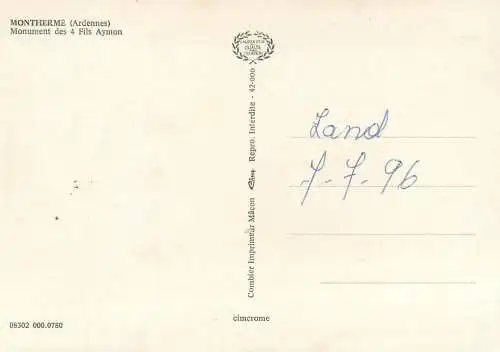 MONTHERME (Ardennes)
Monument des 4 Fils Aymon
Combier Imprimeur Mâcon Repro. Interdite - 42-000
Land
7-7-96
08302 000.0780
cimcrome